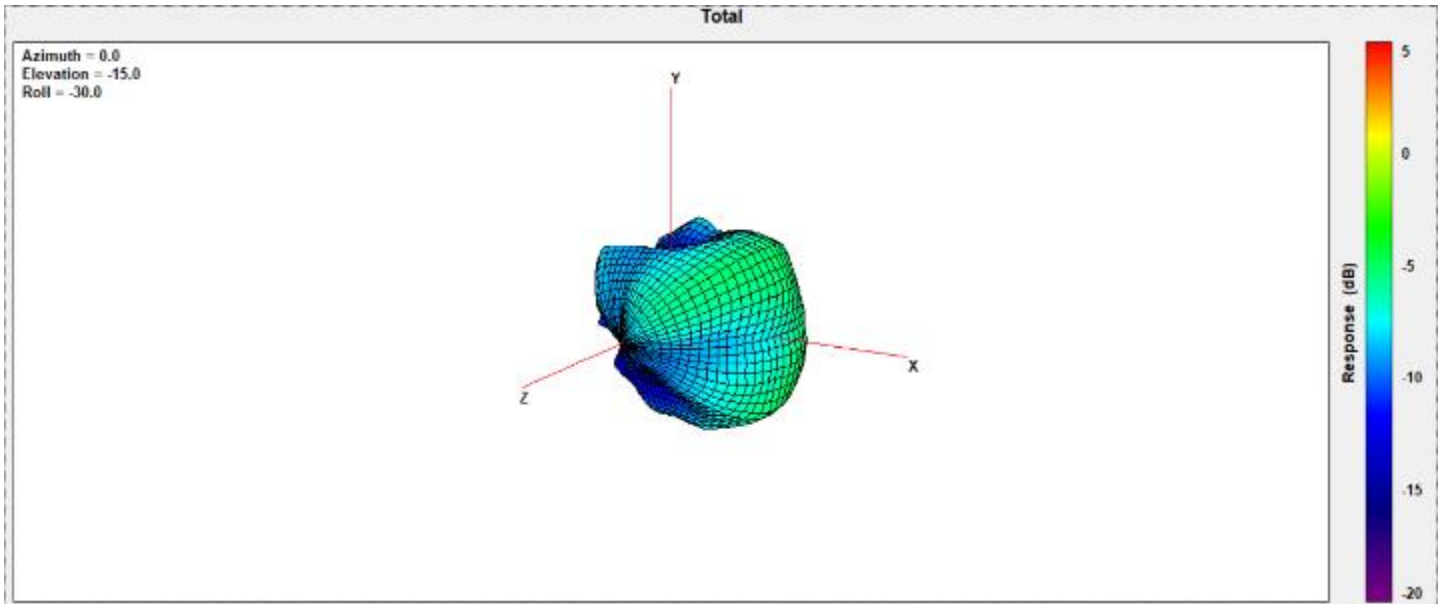 Total
Azimuth = 0.0
Elevation = -15.0
Roll = -30.0
Y
X
Z
5
0
-5
-10
-15
-20
Response (dB)